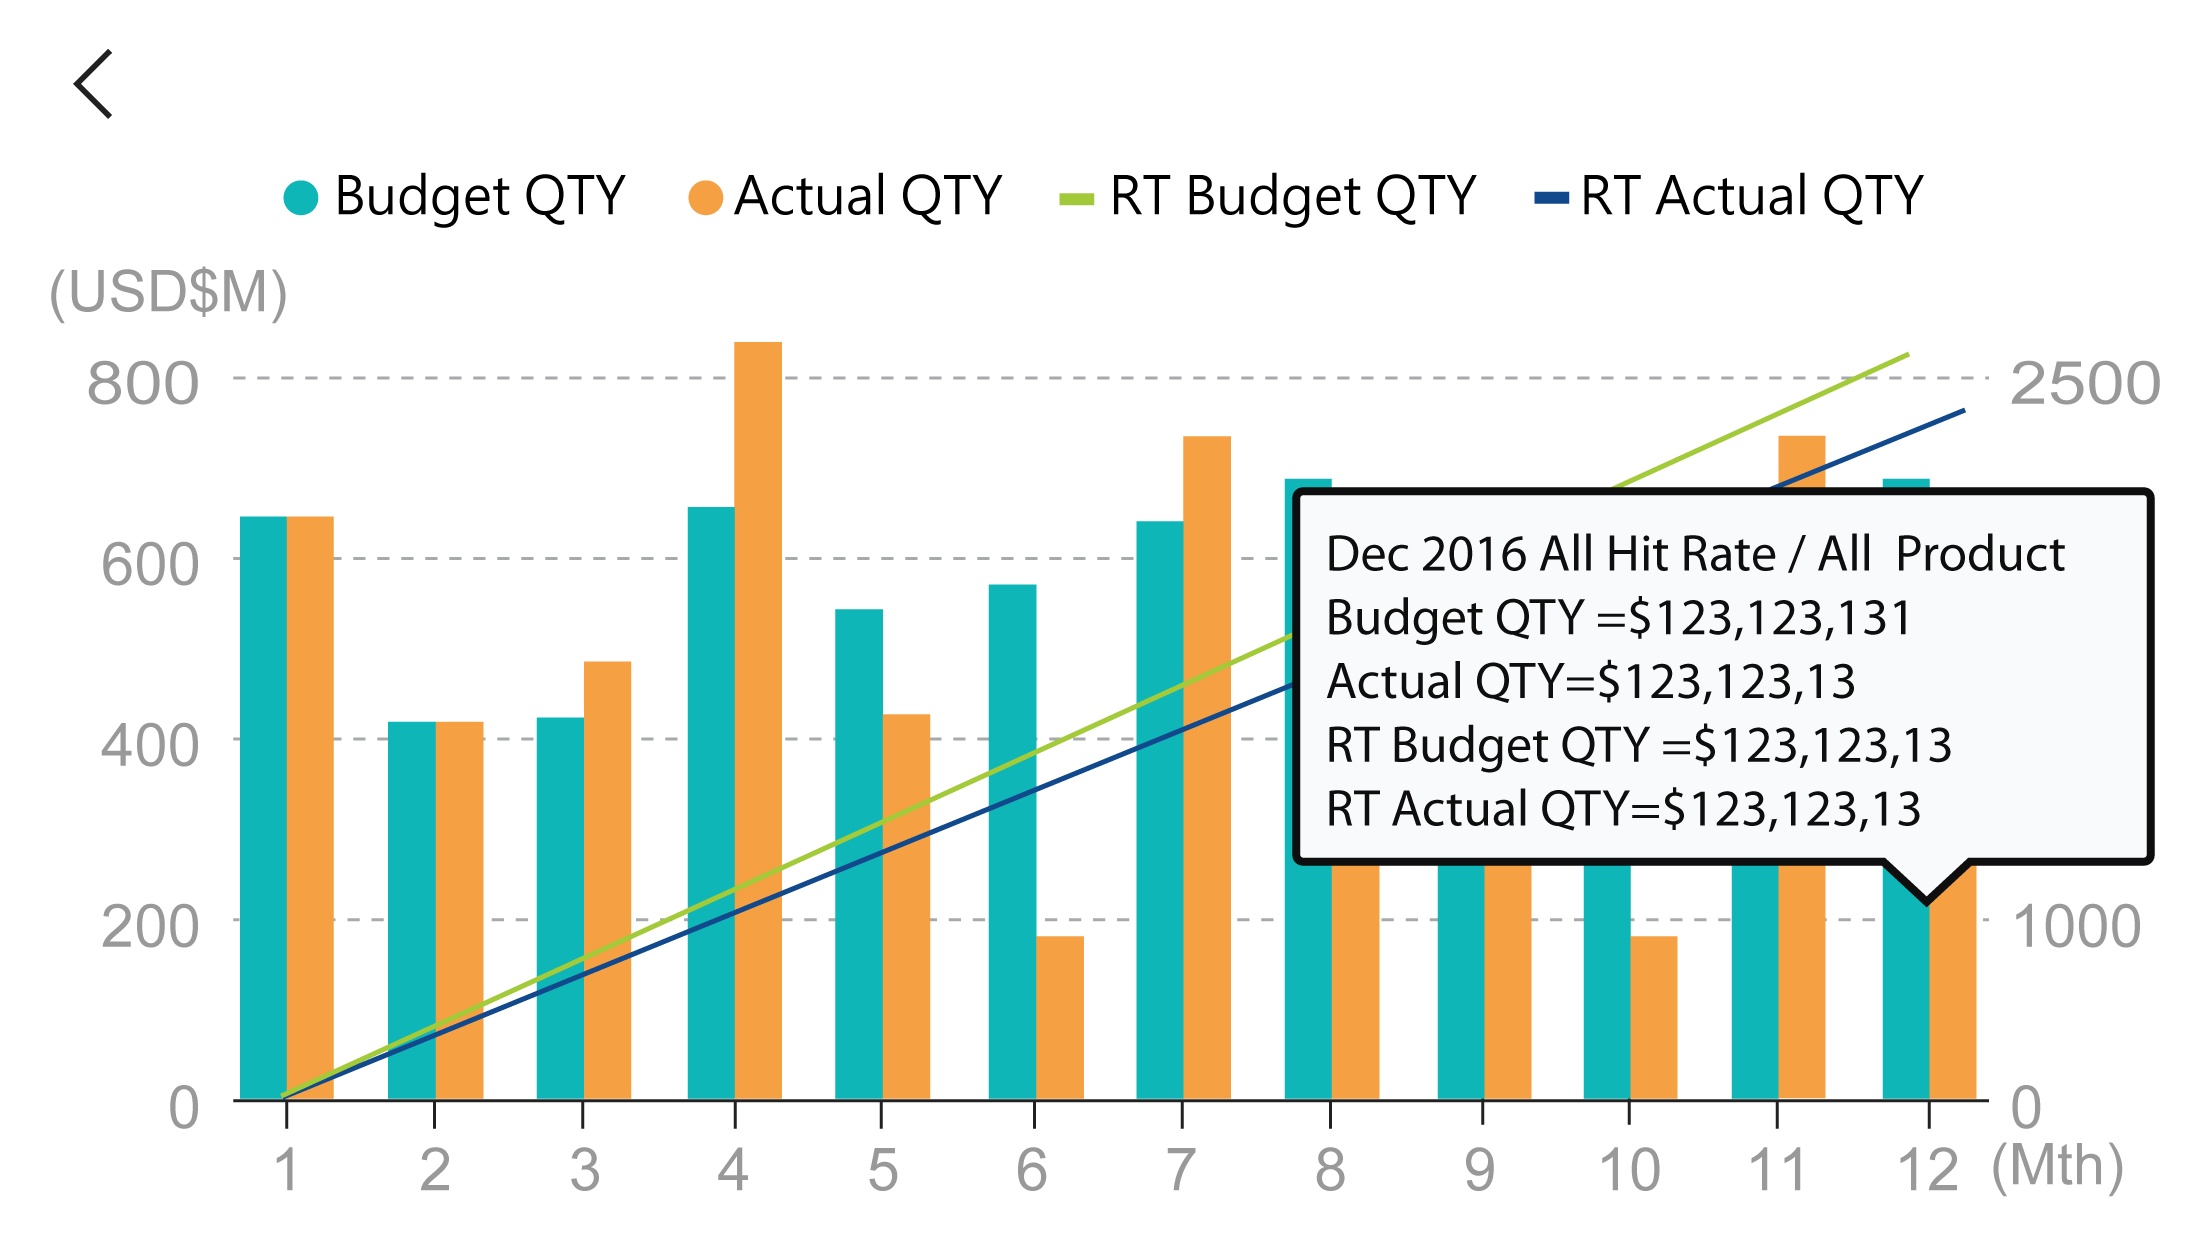 Budget QTY Actual QTY RT Budget QTY RT Actual QTY
(USD$M)
800 2500
600
400
200 1000
0 0
Dec 2016 All Hit Rate / All  Product
Budget QTY =$123,123,131
Actual QTY=$123,123,13
RT Budget QTY =$123,123,13
RT Actual QTY=$123,123,13
1 2 3 4 5 6 7 8 9 10 11 12 (Mth)